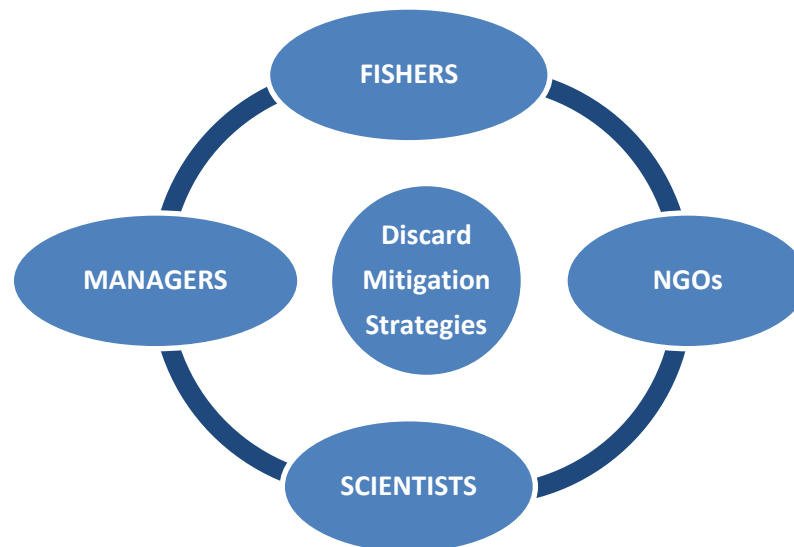 FISHERS
MANAGERS
Discard
Mitigation
Strategies
NGOs
SCIENTISTS